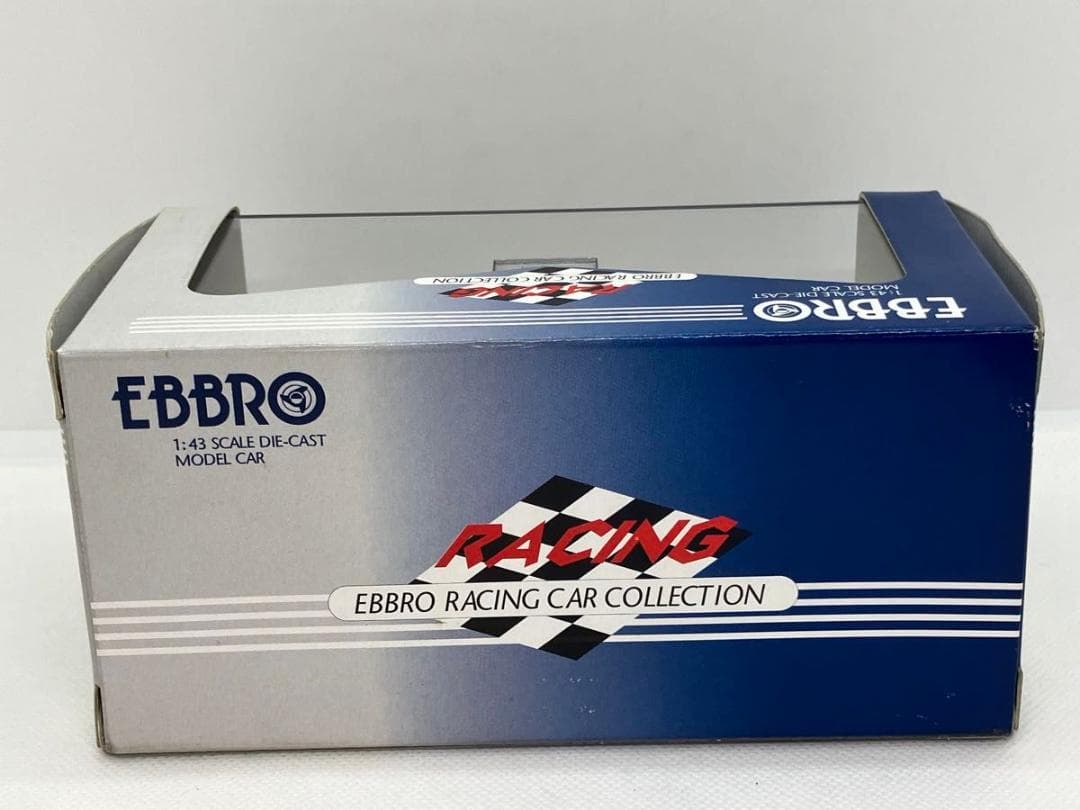 EBBRO RACING CAR COLLECTION
RACING
1:43 SCALE DIE-CAST
MODEL CAR
EBBRO
EBBRO
1:43 SCALE DIE-CAST
MODEL CAR
RACING
EBBRO RACING CAR COLLECTION